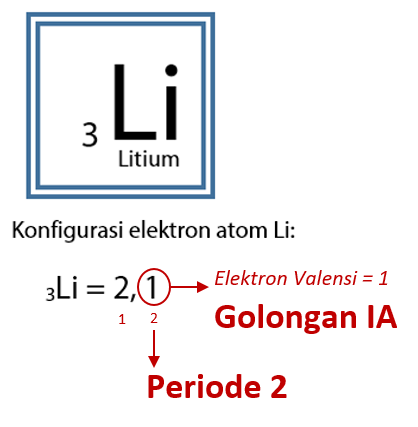 3 Li
Litium
Konfigurasi elektron atom Li:
₃Li = 2,1 Elektron Valensi = 1
1 2 Golongan IA
Periode 2